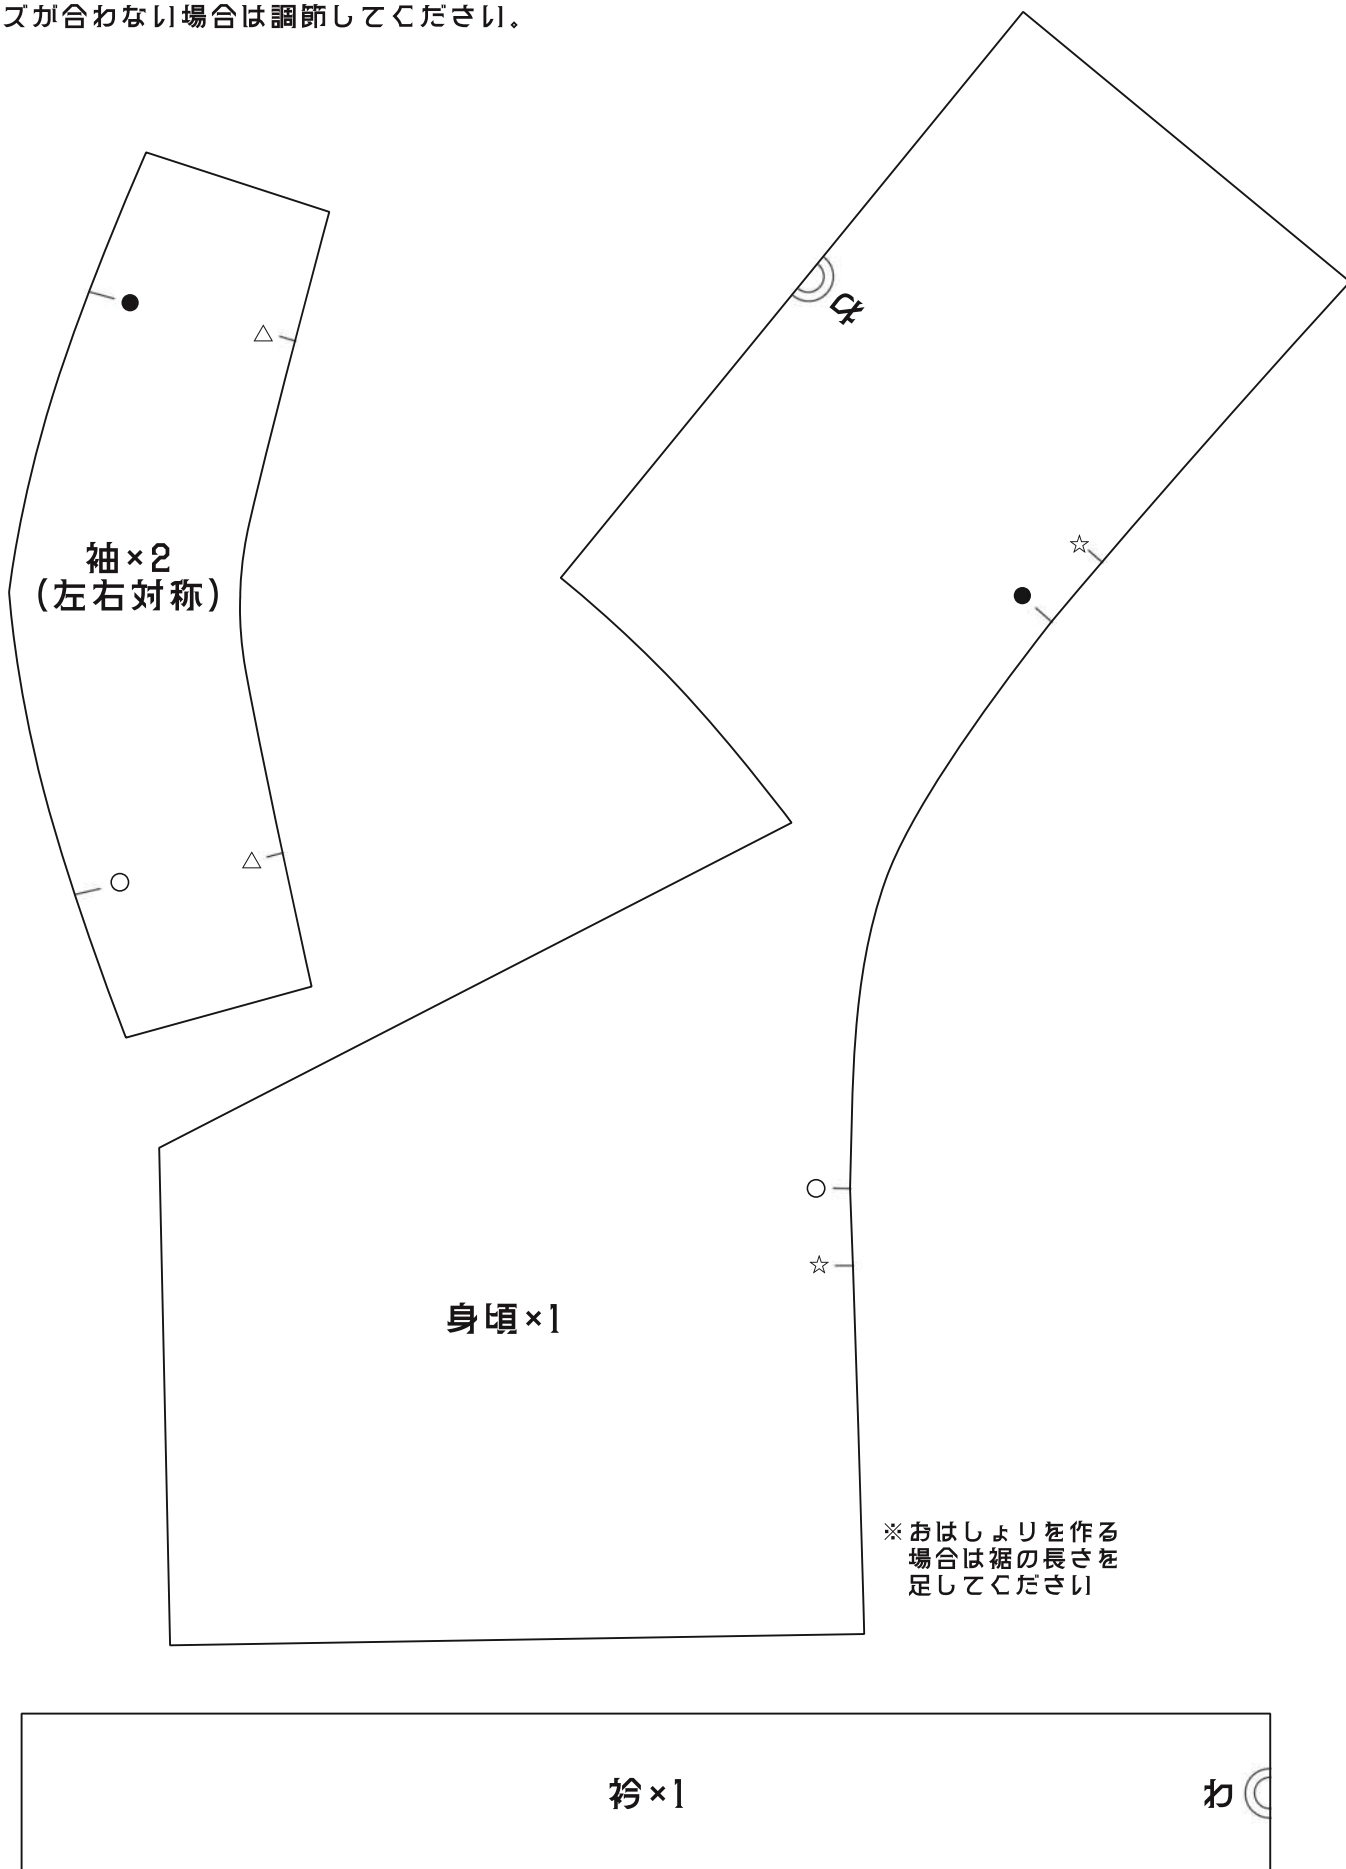 ズが合わない場合は調節してください。
わ
△
●
☆
●
袖×2
(左右対称)
△
○
○
☆
身頃×1
※おはしょりを作る
場合は裾の長さを
足してください
衿×1
わ